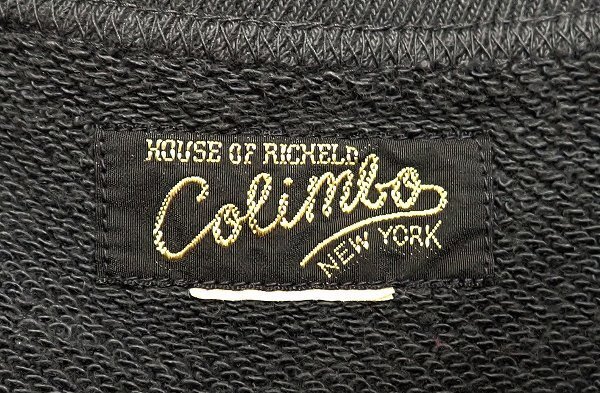 HOUSE OF RICHELD
Colimbo
NEW YORK